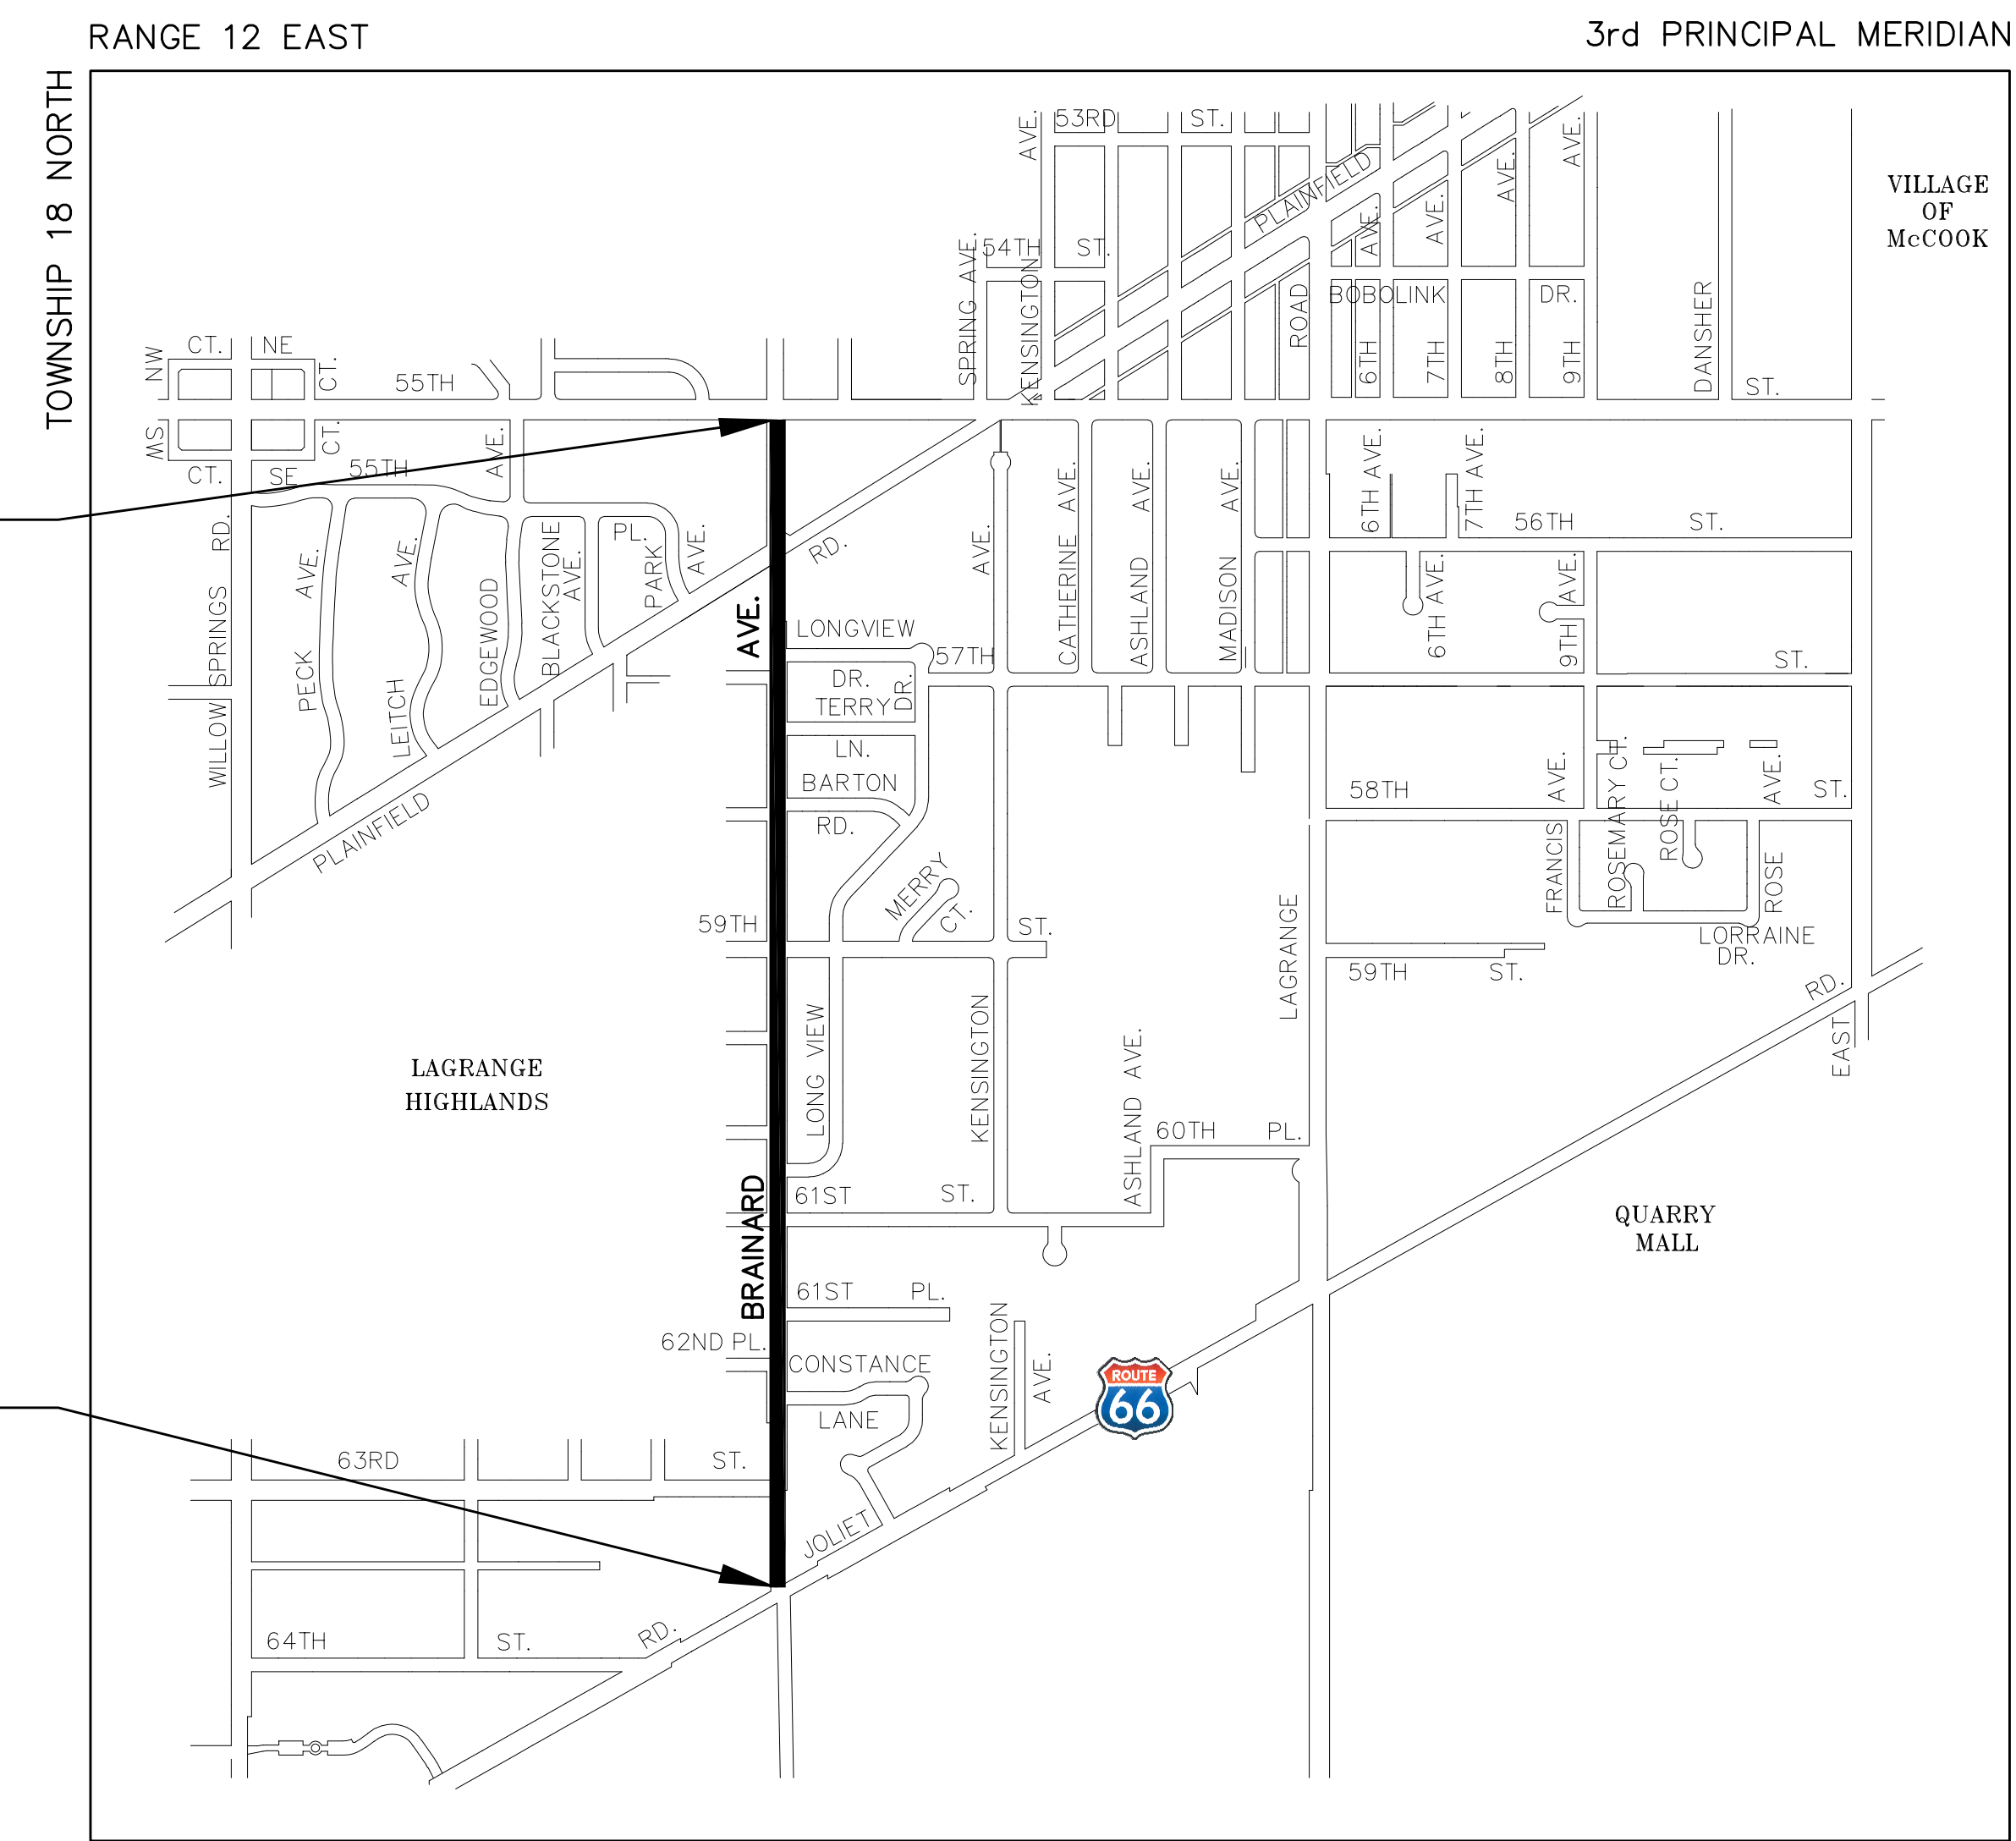 RANGE 12 EAST
3rd PRINCIPAL MERIDIAN
TOWNSHIP 18 NORTH
53RD ST.
AVE.
AVE.
AVE.
PLAINFIELD
VILLAGE
OF
McCOOK
54TH ST.
SPRING AVE.
KENSINGTON
AVE.
AVE.
ROAD
BOBOLINK DR.
6TH
7TH
8TH
9TH
DANSHER
NW
CT.
NE
CT.
55TH
ST.
SW
CT.
SE
CT.
55TH
AVE.
PL.
WILLOW SPRINGS RD.
PECK AVE.
LEITCH AVE.
EDGEWOOD
BLACKSTONE
AVE.
PARK AVE.
PLAINFIELD
RD.
BRAINARD AVE.
LONGVIEW
DR.
TERRY
DR.
LN.
BARTON
RD.
57TH
ST.
AVE.
CATHERINE AVE.
ASHLAND AVE.
MADISON AVE.
6TH AVE.
7TH AVE.
56TH ST.
6TH AVE.
9TH AVE.
58TH ST.
AVE.
FRANCIS
ROSEMARY CT.
ROSE CT.
AVE.
ROSE
LORRAINE
DR.
MERRY
CT.
59TH
ST.
59TH ST.
LAGRANGE
RD.
EAST
LAGRANGE
HIGHLANDS
LONG VIEW
KENSINGTON
ASHLAND AVE.
60TH PL.
61ST ST.
QUARRY
MALL
61ST PL.
62ND PL.
CONSTANCE
LANE
KENSINGTON
AVE.
ROUTE
66
63RD ST.
JOLIET
RD.
64TH ST.